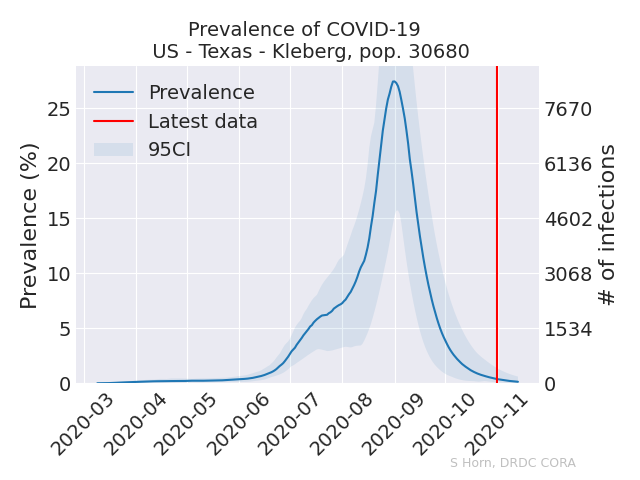 Prevalence of COVID-19
US - Texas - Kleberg, pop. 30680
Prevalence
Latest data
95CI
Prevalence (%)
25
20
15
10
5
0
7670
6136
4602
3068
1534
0
# of infections
2020-03
2020-04
2020-05
2020-06
2020-07
2020-08
2020-09
2020-10
2020-11
S Horn, DRDC CORA